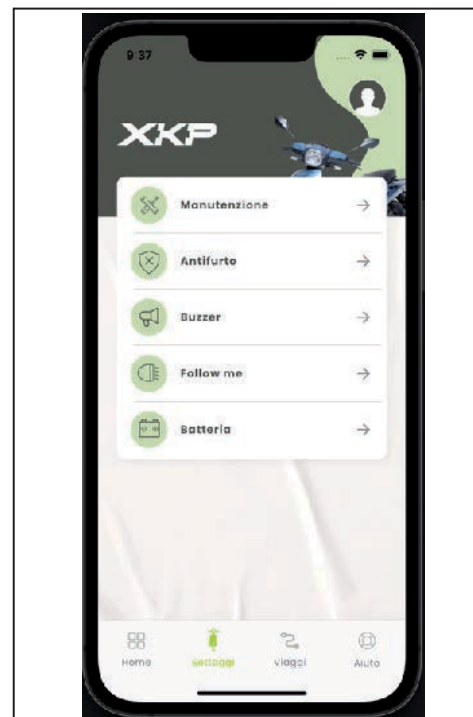 9:37
XKP
Manutenzione
Antifurto
Buzzer
Follow me
Batteria
Home settaggi viaggi Aiuto